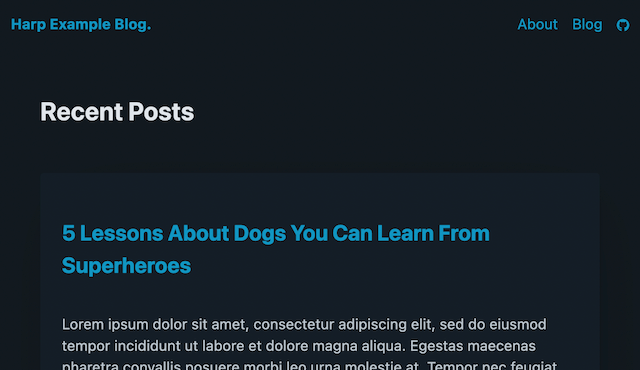 Harp Example Blog.
About Blog
Recent Posts
5 Lessons About Dogs You Can Learn From
Superheroes
Lorem ipsum dolor sit amet, consectetur adipiscing elit, sed do eiusmod
tempor incididunt ut labore et dolore magna aliqua. Egestas maecenas
pharetra convallis posuere morbi leo urna molestie at. Tempor nec feugiat